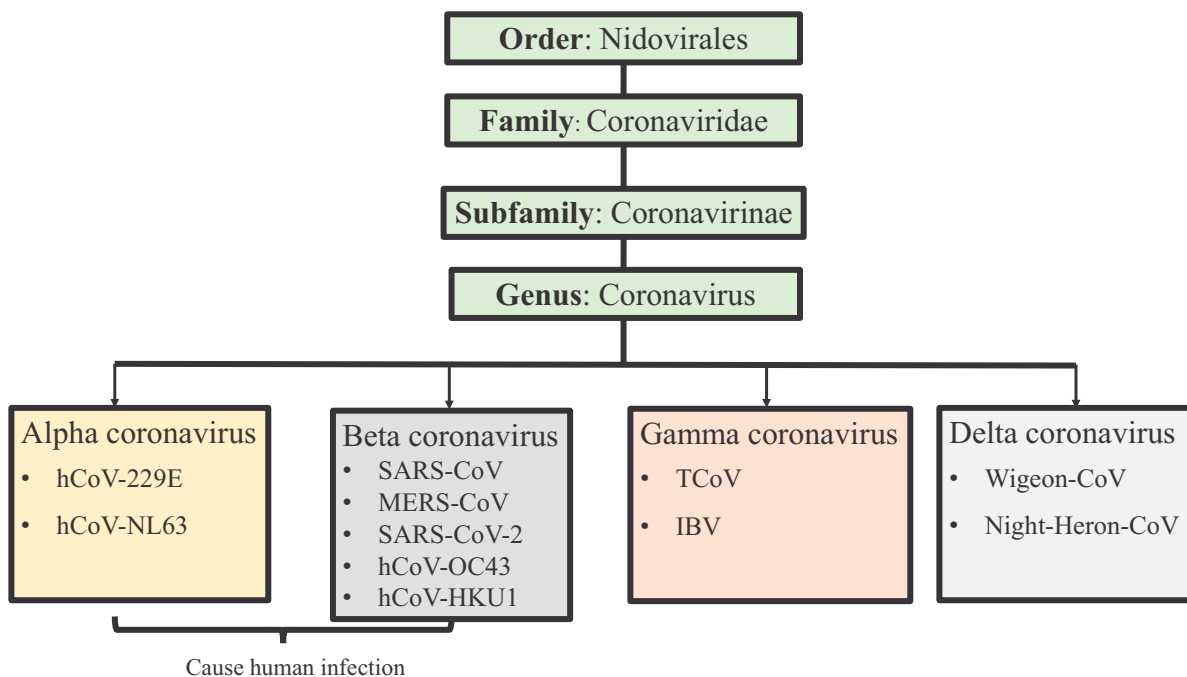 Order: Nidovirales
Family: Coronaviridae
Subfamily: Coronavirinae
Genus: Coronavirus
Alpha coronavirus
• hCoV-229E
• hCoV-NL63
Beta coronavirus
• SARS-CoV
• MERS-CoV
• SARS-CoV-2
• hCoV-OC43
• hCoV-HKU1
Gamma coronavirus
• TCoV
• IBV
Delta coronavirus
• Wigeon-CoV
• Night-Heron-CoV
Cause human infection